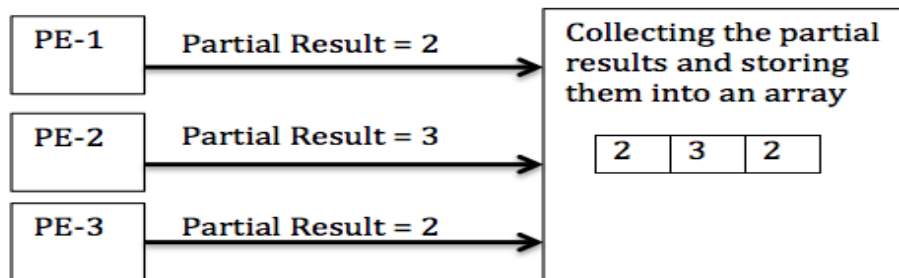 PE-1
Partial Result = 2
PE-2
Partial Result = 3
PE-3
Partial Result = 2
Collecting the partial
results and storing
them into an array
2 3 2